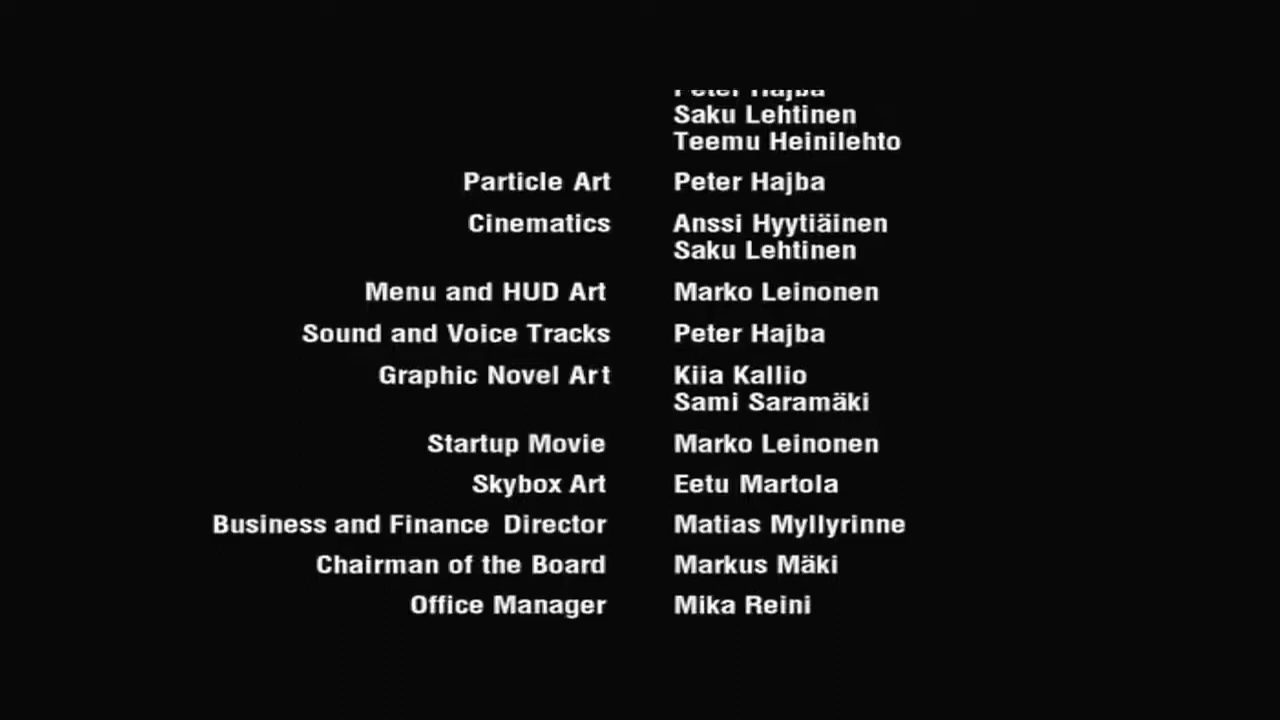 Peter Hajba
Saku Lehtinen
Teemu Heinilehto
Particle Art Peter Hajba
Cinematics Anssi Hyytiäinen
Saku Lehtinen
Menu and HUD Art Marko Leinonen
Sound and Voice Tracks Peter Hajba
Graphic Novel Art Kiia Kallio
Sami Saramäki
Startup Movie Marko Leinonen
Skybox Art Eetu Martola
Business and Finance Director Matias Myllyrinne
Chairman of the Board Markus Mäki
Office Manager Mika Reini